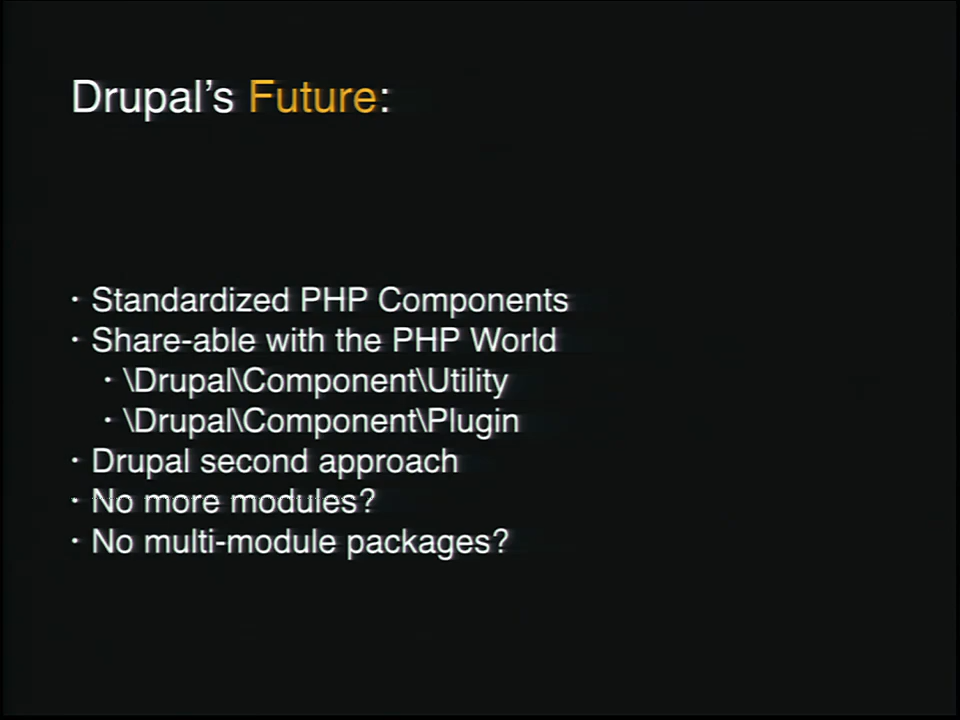 Drupal's Future:
· Standardized PHP Components
· Share-able with the PHP World
· \Drupal\Component\Utility
· \Drupal\Component\Plugin
· Drupal second approach
· No more modules?
· No multi-module packages?